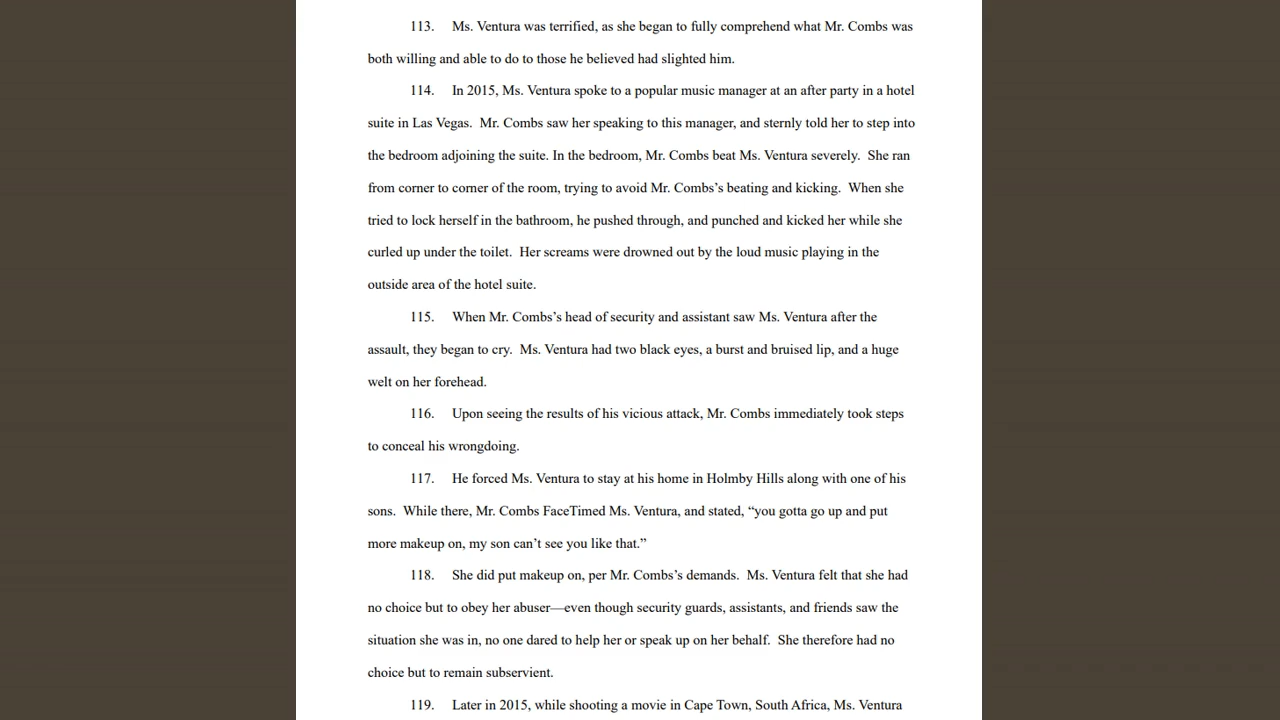 113. Ms. Ventura was terrified, as she began to fully comprehend what Mr. Combs was
both willing and able to do to those he believed had slighted him.
114. In 2015, Ms. Ventura spoke to a popular music manager at an after party in a hotel
suite in Las Vegas. Mr. Combs saw her speaking to this manager, and sternly told her to step into
the bedroom adjoining the suite. In the bedroom, Mr. Combs beat Ms. Ventura severely. She ran
from corner to corner of the room, trying to avoid Mr. Combs’s beating and kicking. When she
tried to lock herself in the bathroom, he pushed through, and punched and kicked her while she
curled up under the toilet. Her screams were drowned out by the loud music playing in the
outside area of the hotel suite.
115. When Mr. Combs’s head of security and assistant saw Ms. Ventura after the
assault, they began to cry. Ms. Ventura had two black eyes, a burst and bruised lip, and a huge
welt on her forehead.
116. Upon seeing the results of his vicious attack, Mr. Combs immediately took steps
to conceal his wrongdoing.
117. He forced Ms. Ventura to stay at his home in Holmby Hills along with one of his
sons. While there, Mr. Combs FaceTimed Ms. Ventura, and stated, “you gotta go up and put
more makeup on, my son can’t see you like that.”
118. She did put makeup on, per Mr. Combs’s demands. Ms. Ventura felt that she had
no choice but to obey her abuser—even though security guards, assistants, and friends saw the
situation she was in, no one dared to help her or speak up on her behalf. She therefore had no
choice but to remain subservient.
119. Later in 2015, while shooting a movie in Cape Town, South Africa, Ms. Ventura